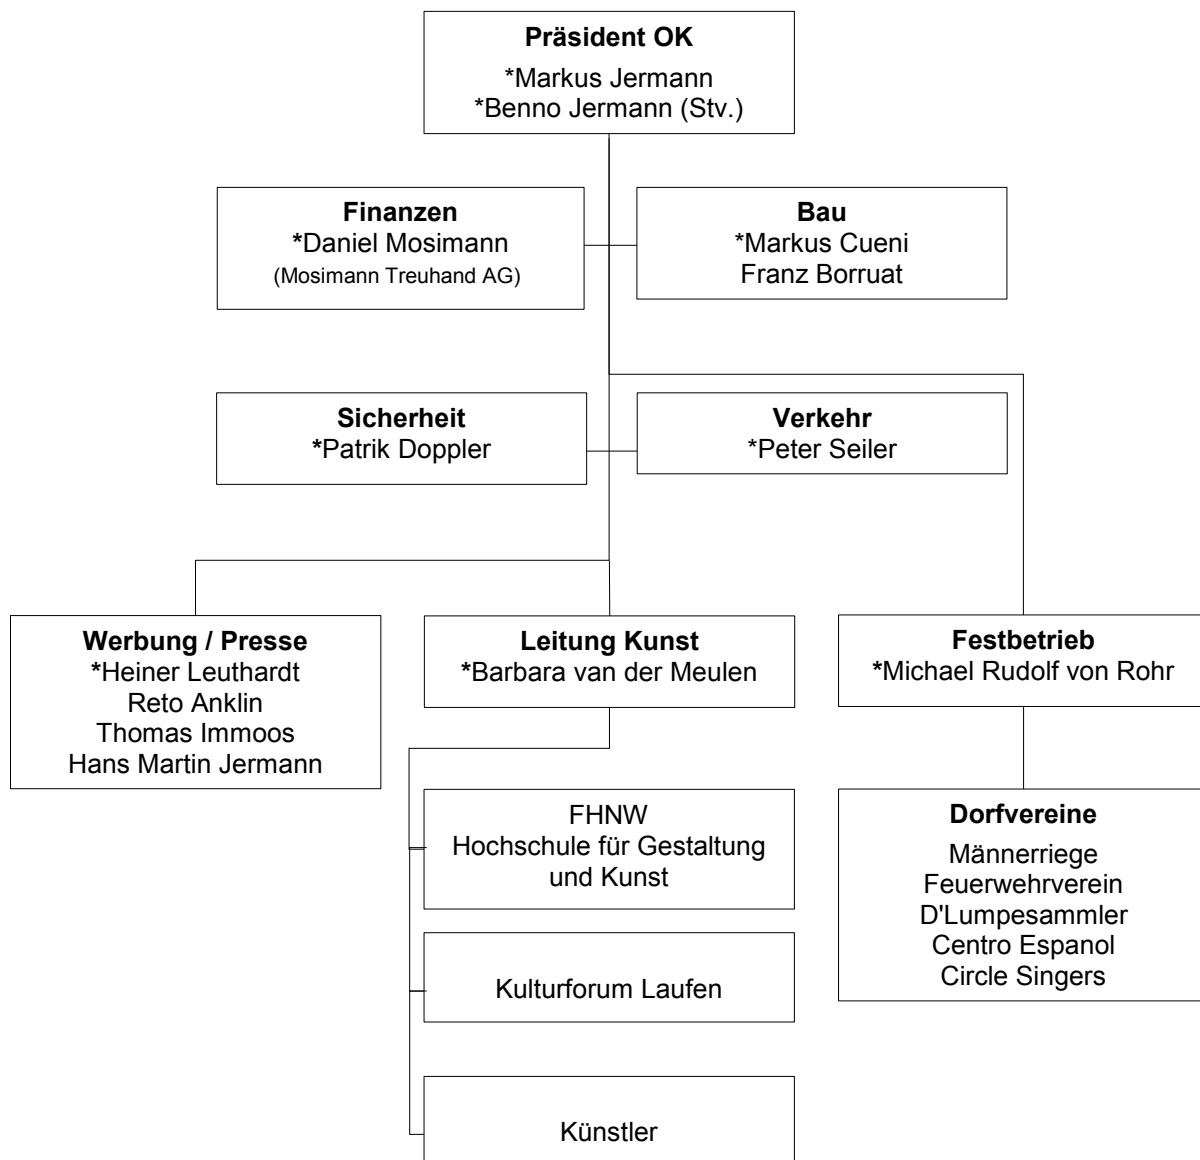 Präsident OK
*Markus Jermann
*Benno Jermann (Stv.)
Finanzen
*Daniel Mosimann
(Mosimann Treuhand AG)
Bau
*Markus Cueni
Franz Borruat
Sicherheit
*Patrik Doppler
Verkehr
*Peter Seiler
Werbung / Presse
*Heiner Leuthardt
Reto Anklin
Thomas Immoos
Hans Martin Jermann
Leitung Kunst
*Barbara van der Meulen
Festbetrieb
*Michael Rudolf von Rohr
FHNW
Hochschule für Gestaltung
und Kunst
Kulturforum Laufen
Künstler
Dorfvereine
Männerriege
Feuerwehrverein
D'Lumpesammler
Centro Espanol
Circle Singers